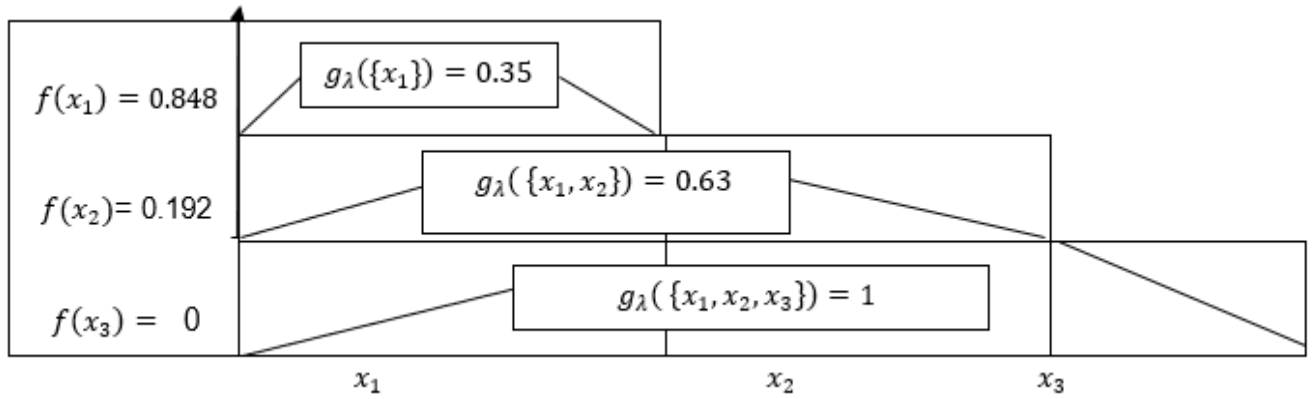 g_λ({x_1}) = 0.35
f(x_1) = 0.848
g_λ( {x_1, x_2}) = 0.63
f(x_2)= 0.192
g_λ( {x_1, x_2, x_3}) = 1
f(x_3) = 0
x_1 x_2 x_3